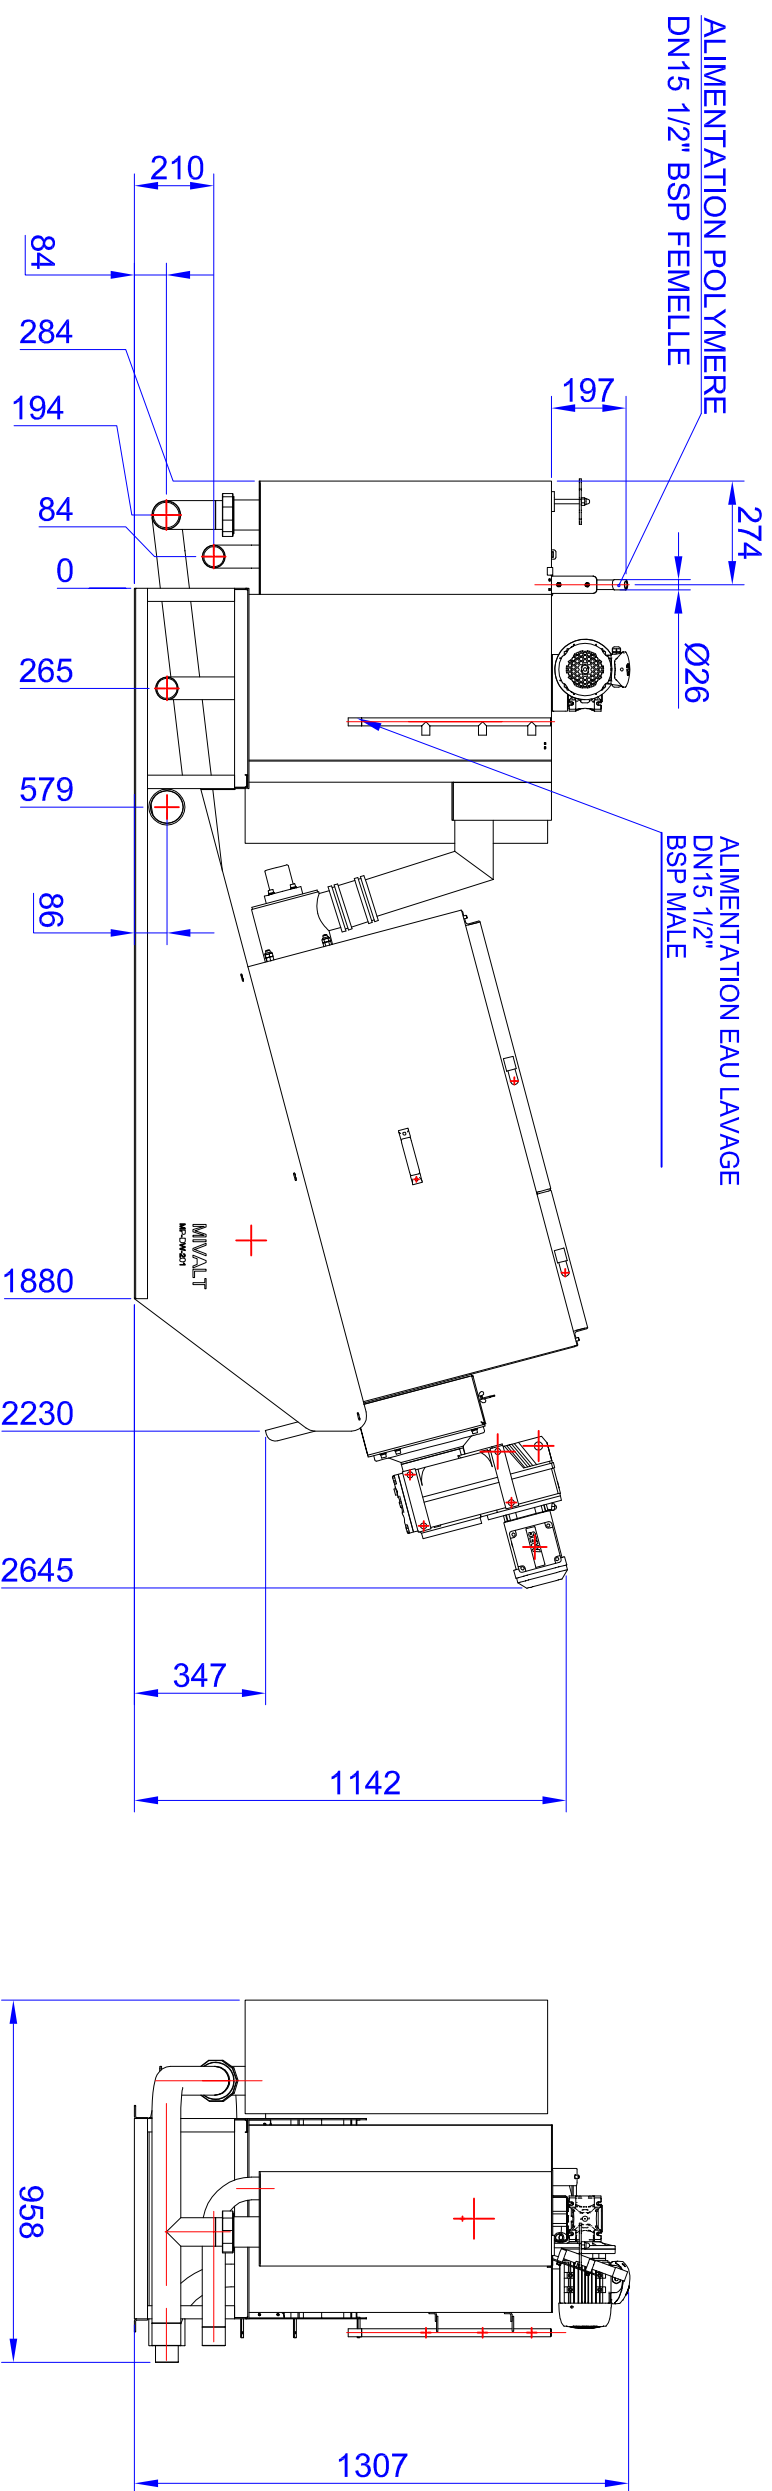 ALIMENTATION POLYMERE
DN15 1/2" BSP FEMELLE
210
84
284
194
84
0
265
579
86
1880
2230
2645
347
1142
197
274
Ø26
ALIMENTATION EAU LAVAGE
DN15 1/2"
BSP MALE
MIVALT
958
1307